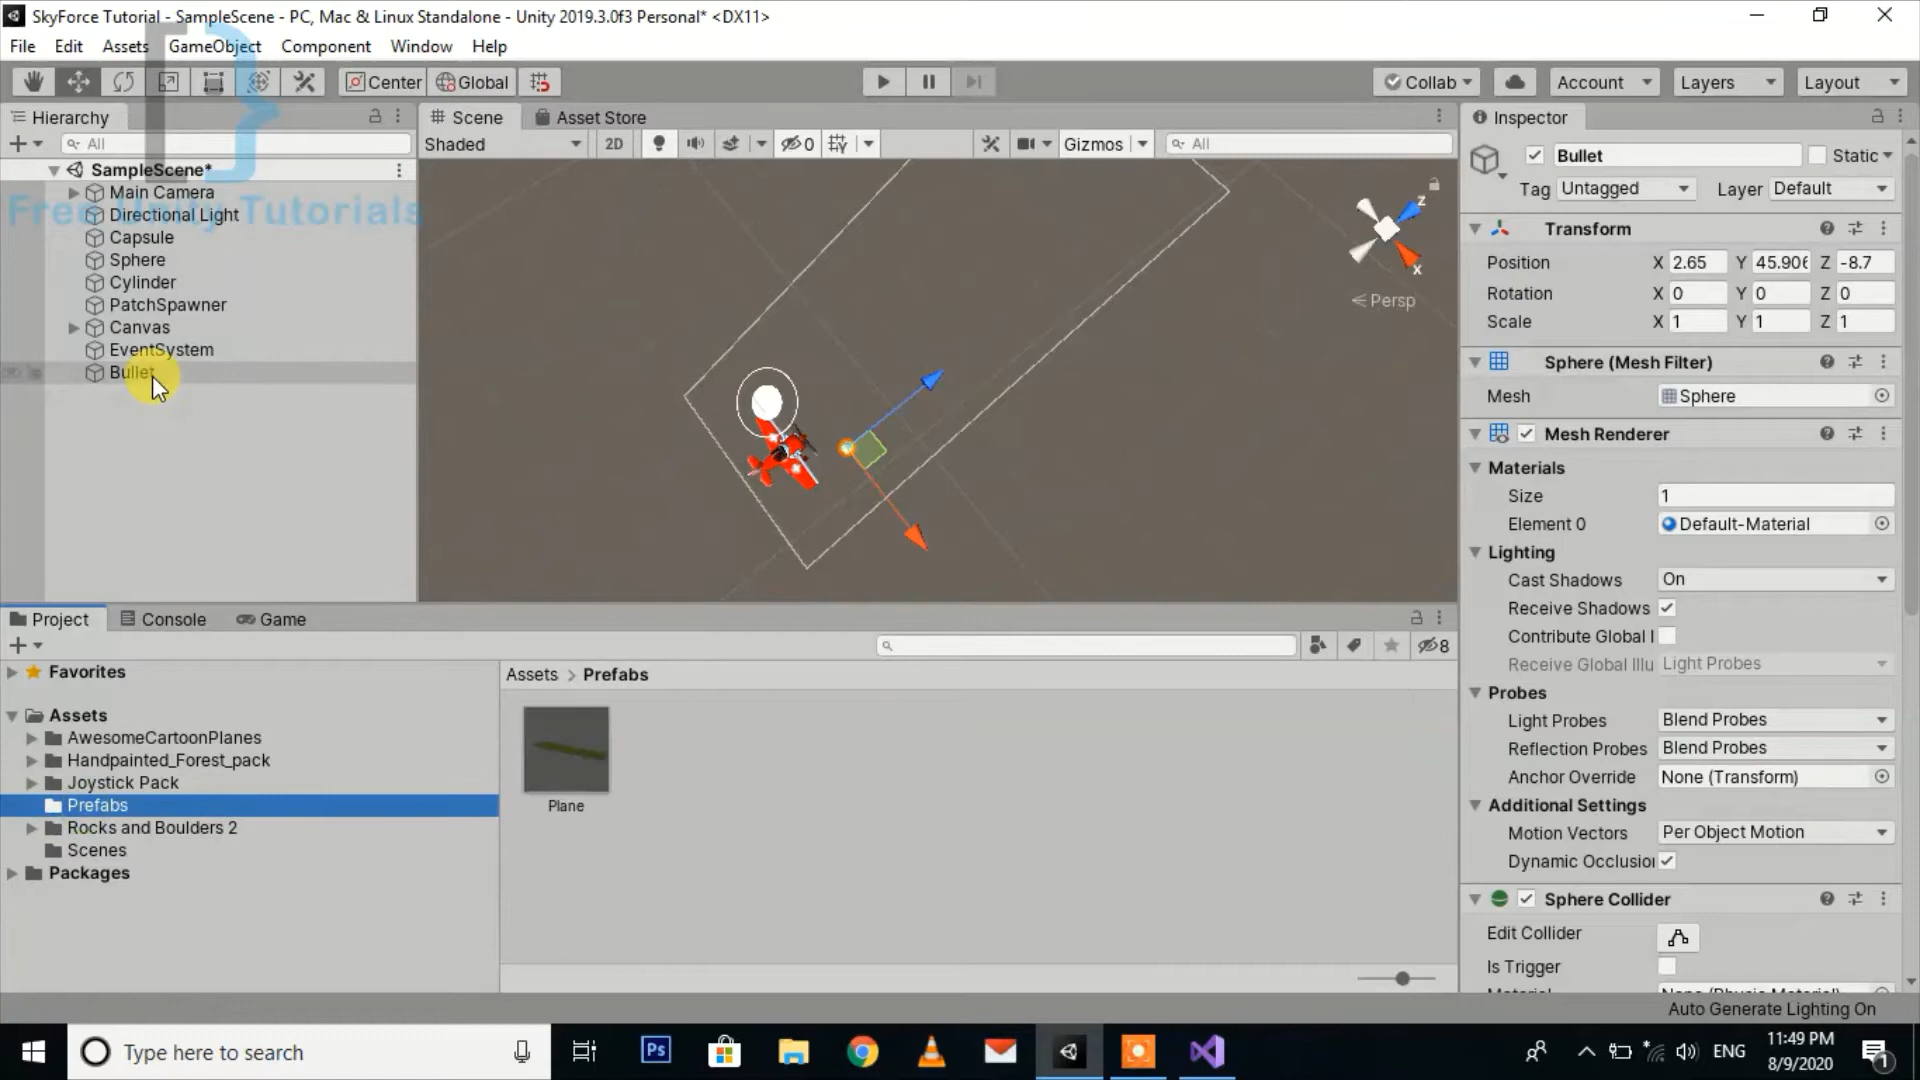 SkyForce Tutorial - SampleScene - PC, Mac & Linux Standalone - Unity 2019.3.0f3 Personal* <DX11>
File Edit Assets GameObject Component Window Help
Center Global Collab Account Layers Layout
Hierarchy Scene Asset Store Inspector
All Shaded 2D 0 Gizmos All
Bullet Static
SampleScene*
Main Camera
Directional Light
Capsule
Sphere
Cylinder
PatchSpawner
Canvas
EventSystem
Bullet
Free Unity Tutorials
z
x
Persp
Tag Untagged Layer Default
Transform
Position X 2.65 Y 45.906 Z -8.7
Rotation X 0 Y 0 Z 0
Scale X 1 Y 1 Z 1
Sphere (Mesh Filter)
Mesh Sphere
Mesh Renderer
Materials
Size 1
Element 0 Default-Material
Lighting
Cast Shadows On
Receive Shadows
Contribute Global I
Receive Global Illu Light Probes
Probes
Light Probes Blend Probes
Reflection Probes Blend Probes
Anchor Override None (Transform)
Additional Settings
Motion Vectors Per Object Motion
Dynamic Occlusion
Sphere Collider
Edit Collider
Is Trigger
Project Console Game
8
Favorites
Assets
AwesomeCartoonPlanes
Handpainted_Forest_pack
Joystick Pack
Prefabs
Rocks and Boulders 2
Scenes
Packages
Assets > Prefabs
Plane
Auto Generate Lighting On
Type here to search
Ps
ENG
11:49 PM
8/9/2020
1